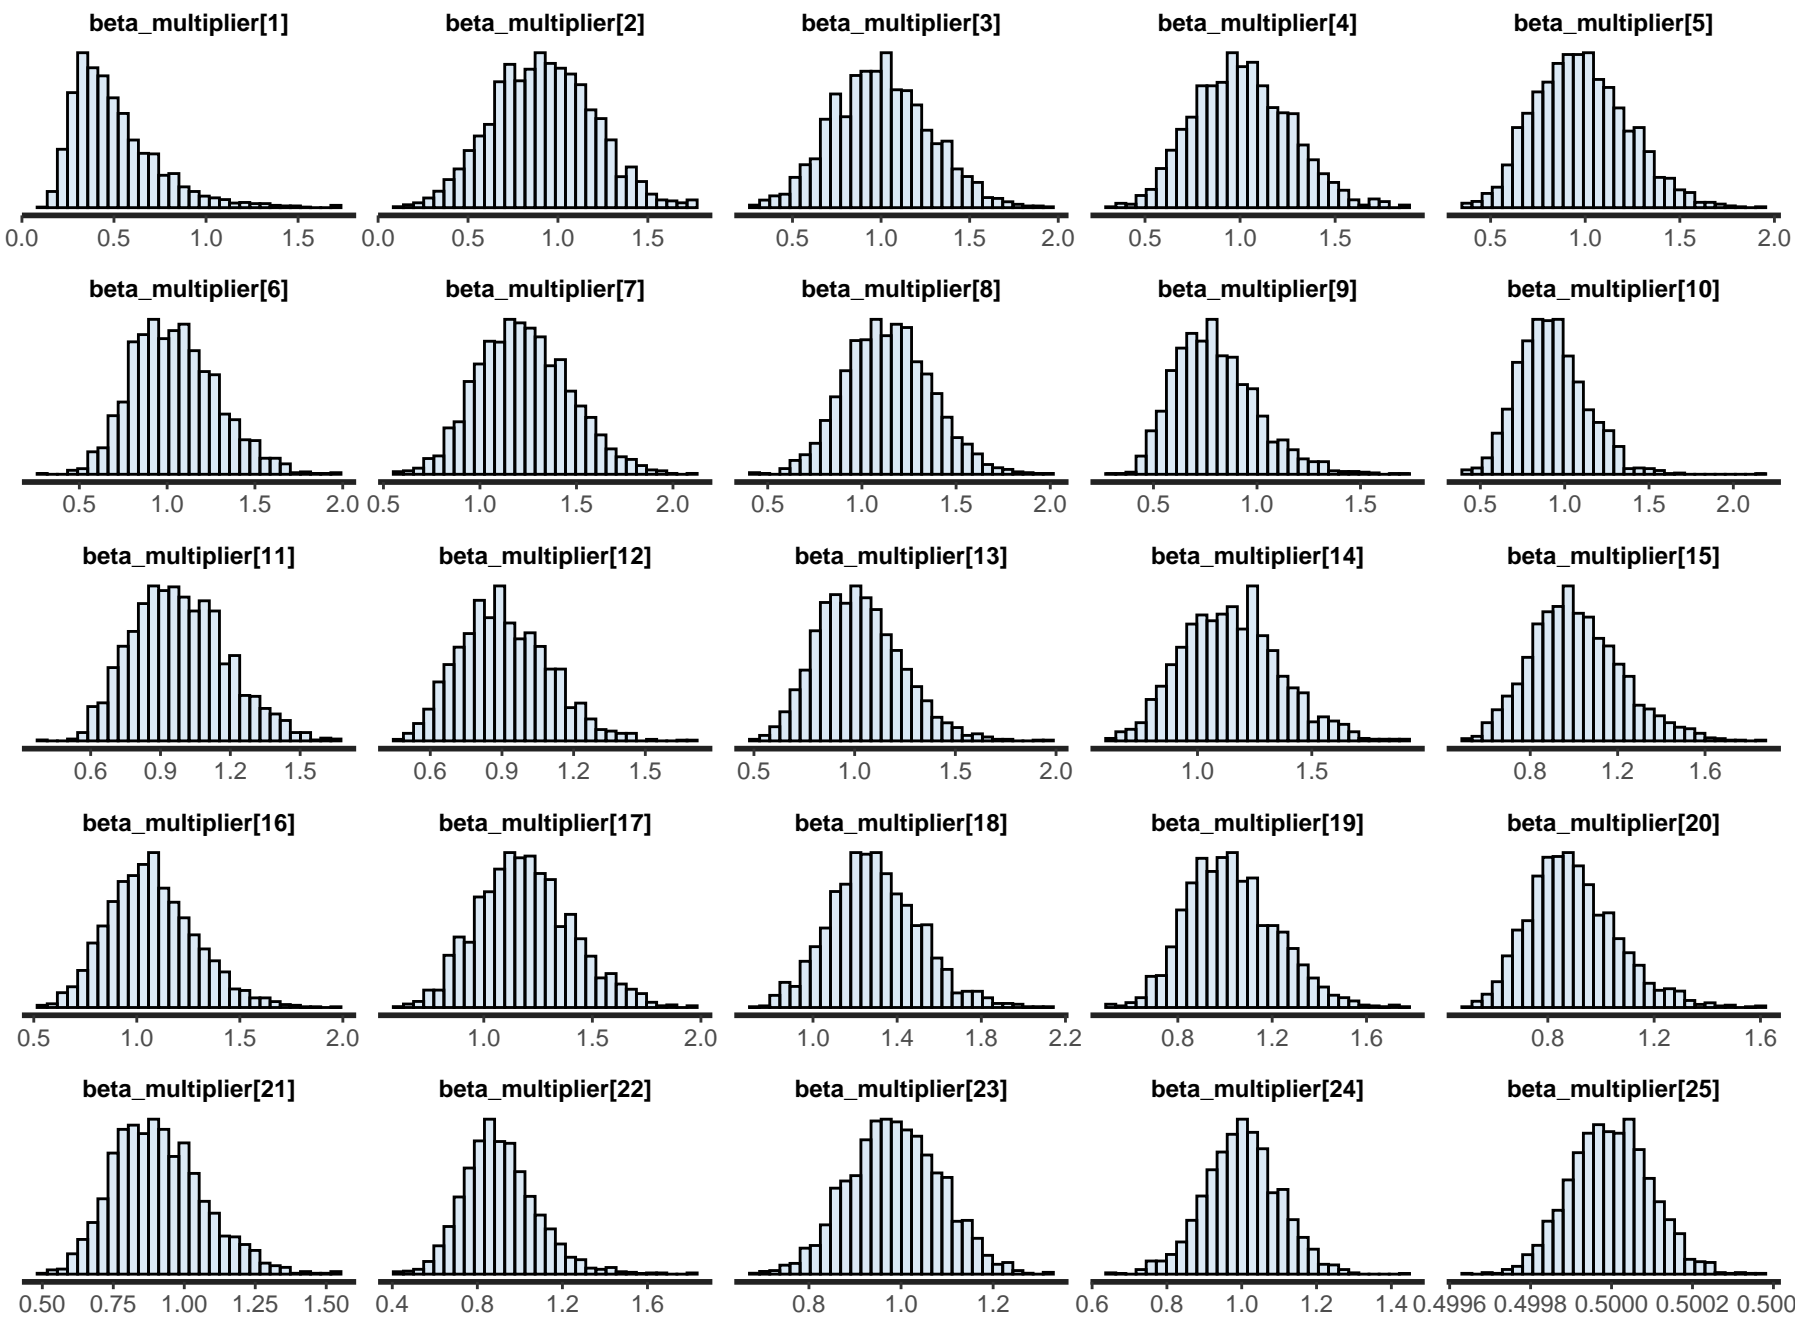 beta_multiplier[1] beta_multiplier[2] beta_multiplier[3] beta_multiplier[4] beta_multiplier[5]
0.0 0.5 1.0 1.5 0.0 0.5 1.0 1.5 0.5 1.0 1.5 2.0 0.5 1.0 1.5 0.5 1.0 1.5 2.0
beta_multiplier[6] beta_multiplier[7] beta_multiplier[8] beta_multiplier[9] beta_multiplier[10]
0.5 1.0 1.5 2.0 0.5 1.0 1.5 2.0 0.5 1.0 1.5 2.0 0.5 1.0 1.5 0.5 1.0 1.5 2.0
beta_multiplier[11] beta_multiplier[12] beta_multiplier[13] beta_multiplier[14] beta_multiplier[15]
0.6 0.9 1.2 1.5 0.6 0.9 1.2 1.5 0.5 1.0 1.5 2.0 1.0 1.5 0.8 1.2 1.6
beta_multiplier[16] beta_multiplier[17] beta_multiplier[18] beta_multiplier[19] beta_multiplier[20]
0.5 1.0 1.5 2.0 1.0 1.5 2.0 1.0 1.4 1.8 2.2 0.8 1.2 1.6 0.8 1.2 1.6
beta_multiplier[21] beta_multiplier[22] beta_multiplier[23] beta_multiplier[24] beta_multiplier[25]
0.50 0.75 1.00 1.25 1.50 0.4 0.8 1.2 1.6 0.8 1.0 1.2 0.6 0.8 1.0 1.2 1.4 0.4996 0.4998 0.5000 0.5002 0.500